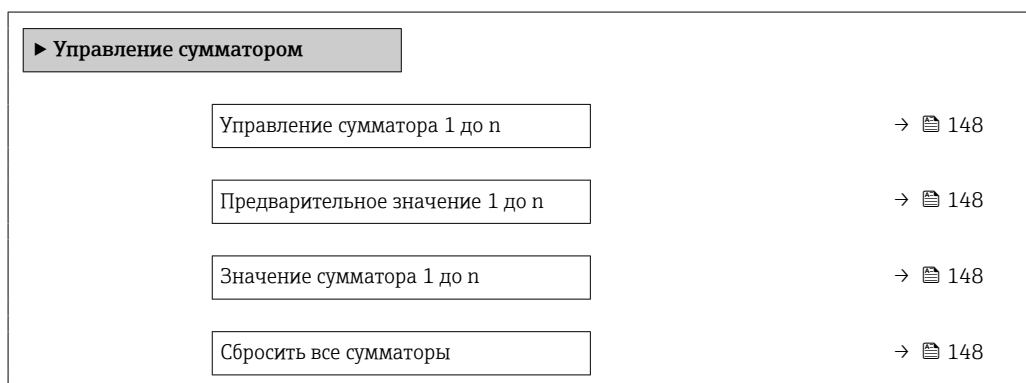 ▶ Управление сумматором
Управление сумматора 1 до n → 148
Предварительное значение 1 до n → 148
Значение сумматора 1 до n → 148
Сбросить все сумматоры → 148